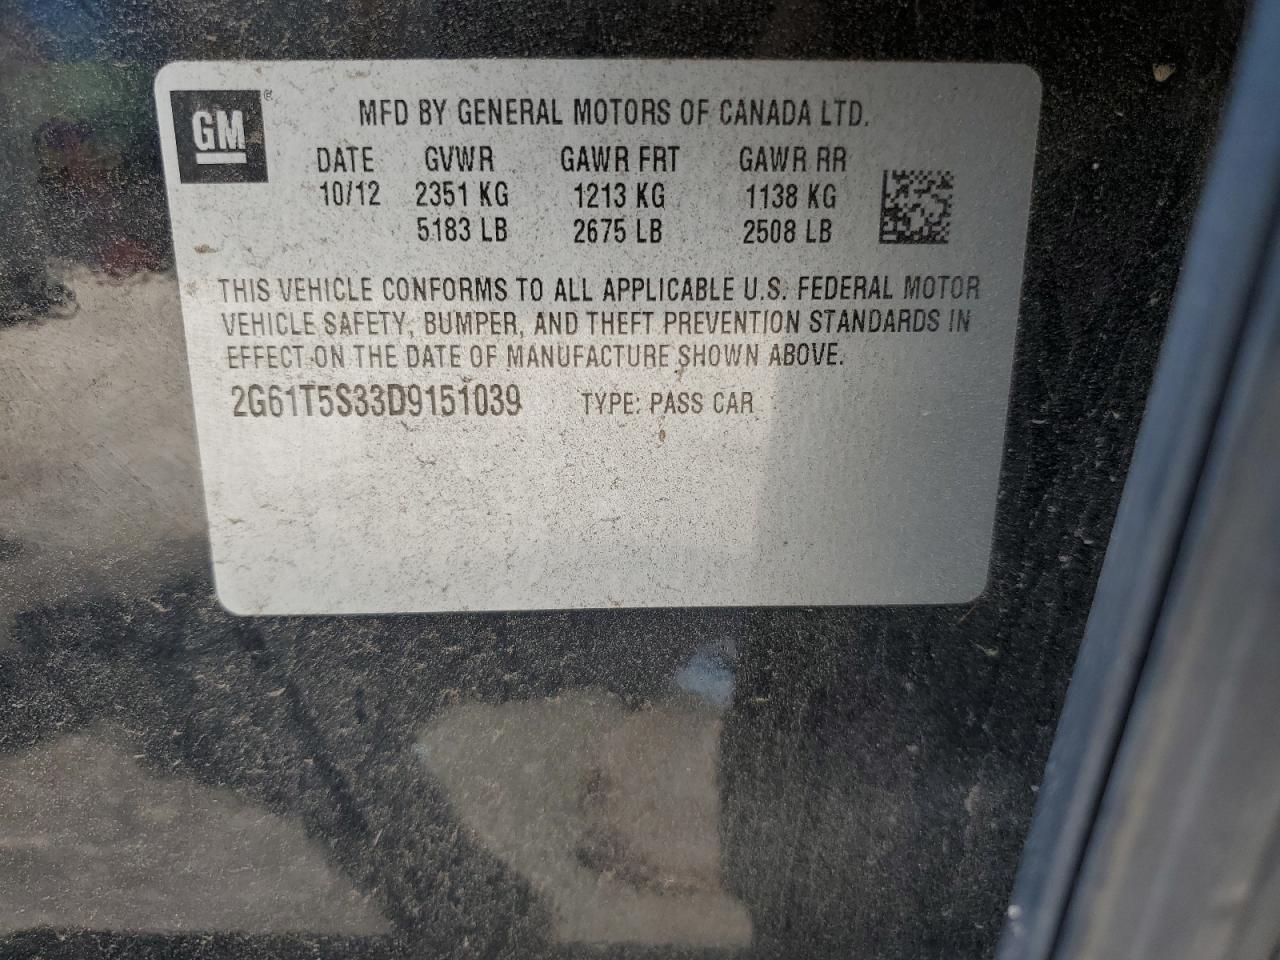 GM®
MFD BY GENERAL MOTORS OF CANADA LTD.
DATE GVWR GAWR FRT GAWR RR
10/12 2351 KG 1213 KG 1138 KG
5183 LB 2675 LB 2508 LB
THIS VEHICLE CONFORMS TO ALL APPLICABLE U.S. FEDERAL MOTOR
VEHICLE SAFETY, BUMPER, AND THEFT PREVENTION STANDARDS IN
EFFECT ON THE DATE OF MANUFACTURE SHOWN ABOVE.
2G61T5S33D9151039 TYPE: PASS CAR